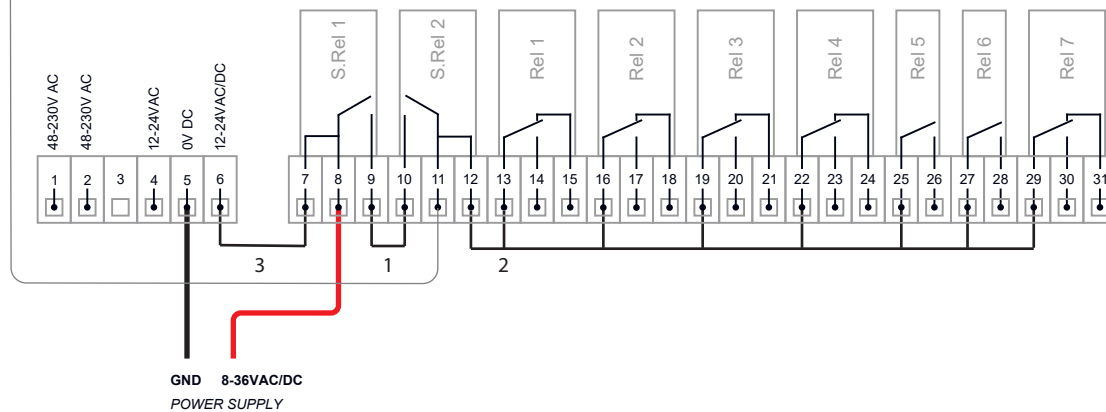 S.Rel 1
S.Rel 2
Rel 1
Rel 2
Rel 3
Rel 4
Rel 5
Rel 6
Rel 7
48-230V AC
48-230V AC
12-24VAC
0V DC
12-24VAC/DC
1 2 3 4 5 6 7 8 9 10 11 12 13 14 15 16 17 18 19 20 21 22 23 24 25 26 27 28 29 30 31
3 1 2
GND 8-36VAC/DC
POWER SUPPLY